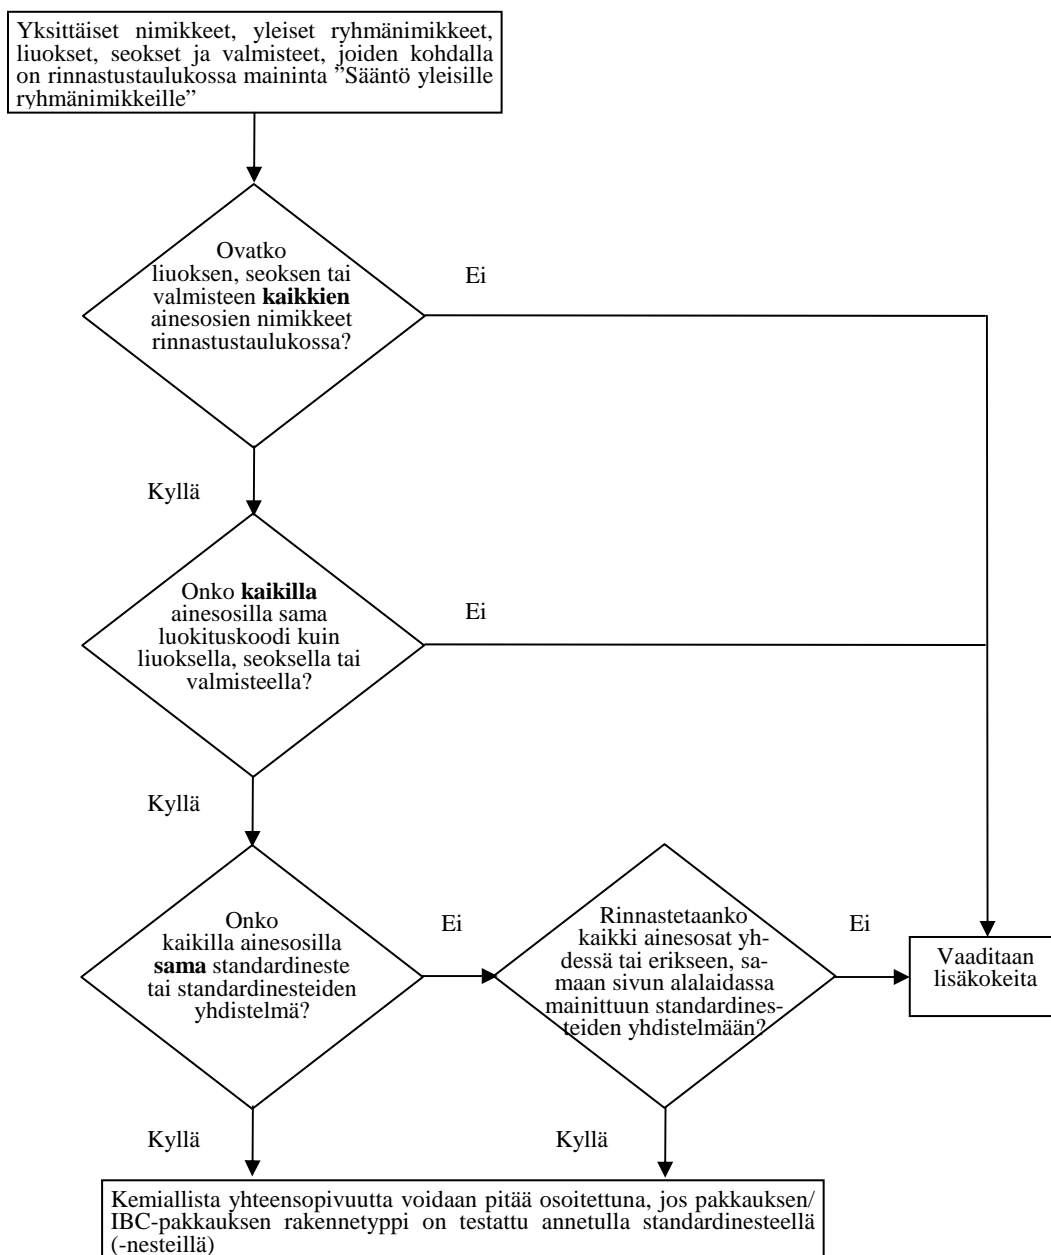 Yksittäiset nimikkeet, yleiset ryhmänimikkeet,
liuokset, seokset ja valmisteet, joiden kohdalla
on rinnastustaulukossa maininta ”Sääntö yleisille
ryhmänimikkeille”
Ovatko
liuoksen, seoksen tai
valmisteen kaikkien
ainesosien nimikkeet
rinnastustaulukossa?
Ei
Kyllä
Onko kaikilla
ainesosilla sama
luokituskoodi kuin
liuoksella, seoksella tai
valmisteella?
Ei
Kyllä
Onko
kaikilla ainesosilla
sama standardineste
tai standardinesteiden
yhdistelmä?
Ei
Rinnastetaanko
kaikki ainesosat yh-
dessä tai erikseen, sa-
maan sivun alalaidassa
mainittuun standardines-
teiden yhdistelmään?
Ei
Vaaditaan
lisäkokeita
Kyllä
Kyllä
Kemiallista yhteensopivuutta voidaan pitää osoitettuna, jos pakkauksen/
IBC-pakkauksen rakennetyppi on testattu annetulla standardinesteellä
(-nesteillä)